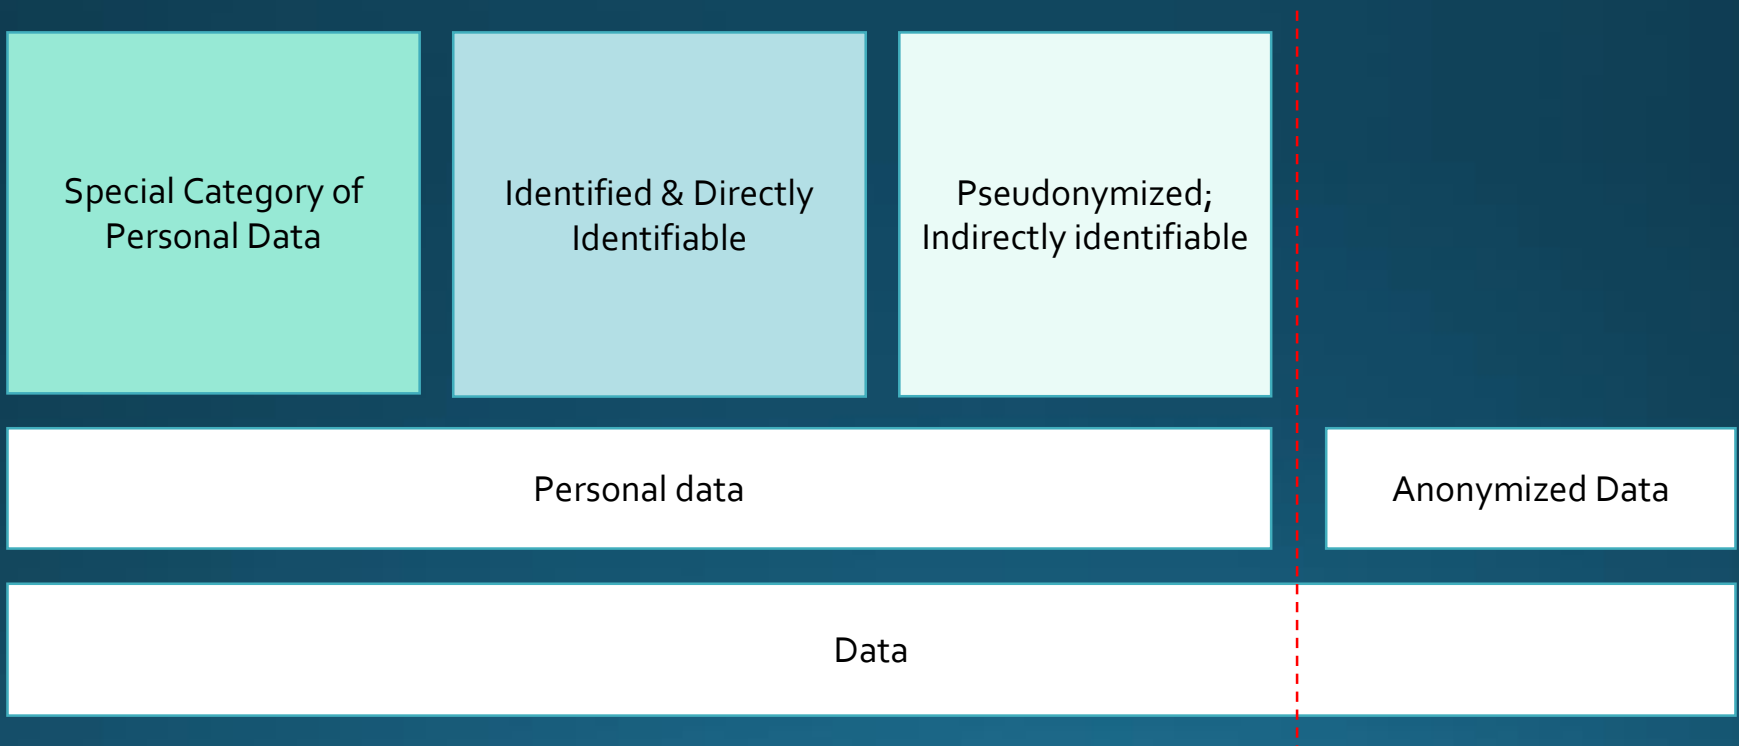 Special Category of
Personal Data
Identified & Directly
Identifiable
Pseudonymized;
Indirectly identifiable
Personal data
Anonymized Data
Data